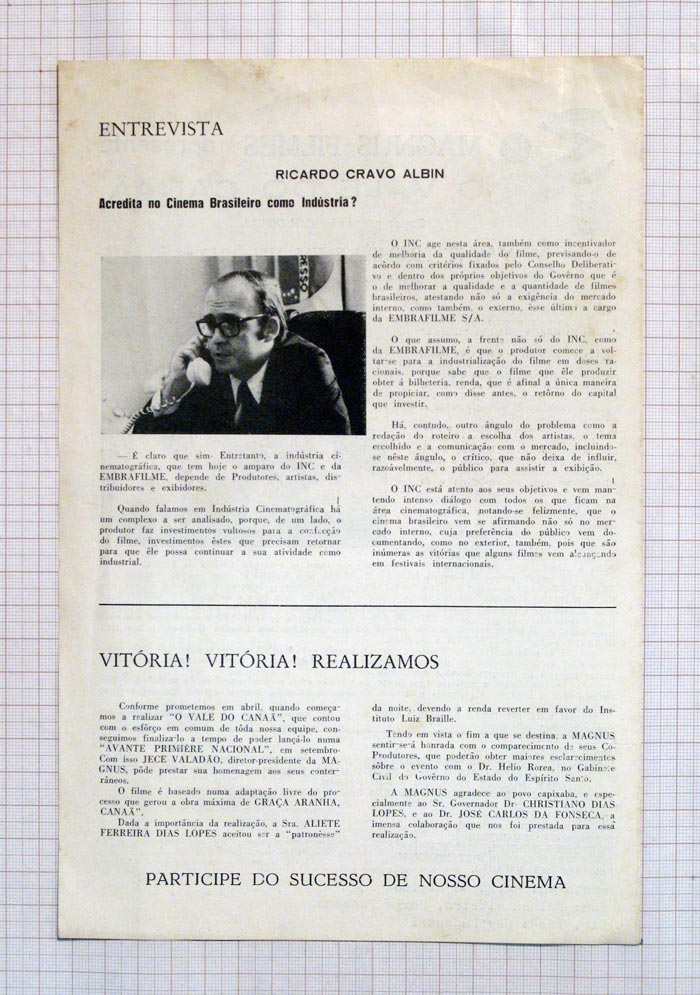 ENTREVISTA
RICARDO CRAVO ALBIN
Acredita no Cinema Brasileiro como Indústria?
— É claro que sim. Entretanto, a indústria ci-
nematográfica, que tem hoje o amparo do INC e da
EMBRAFILME, depende de Produtores, artistas, dis-
tribuidores e exibidores.
Quando falamos em Indústria Cinematográfica há
um complexo a ser analisado, porque, de um lado, o
produtor faz investimentos vultosos para a confecção
do filme, investimentos êstes que precisam retornar
para que êle possa continuar a sua atividade como
industrial.
O INC age nesta área, também como incentivador
de melhoria da qualidade do filme, previsando-o de
acôrdo com critérios fixados pelo Conselho Deliberati-
vo e dentro dos próprios objetivos do Govêrno que é
o de melhorar a qualidade e a quantidade de filmes
brasileiros, atestando não só a exigência do mercado
interno, como também, o externo, êsse último a cargo
da EMBRAFILME S/A.
O que assumo, a frente não só do INC, como
da EMBRAFILME, é que o produtor comece a vol-
tar-se para a industrialização do filme em doses ra-
cionais, porque sabe que o filme que êle produzir
obter á bilheteria, renda, que é afinal a única maneira
de propiciar, como disse antes, o retôrno do capital
que investir.
Há, contudo, outro ângulo do problema como a
redação do roteiro a escolha dos artistas, o tema
escolhido e a comunicação com o mercado, incluindo-
se nêste ângulo, o crítico, que não deixa de influir,
razoàvelmente, o público para assistir a exibição.
O INC está atento aos seus objetivos e vem man-
tendo intenso diálogo com todos os que ficam na
área cinematográfica, notando-se felizmente, que o
cinema brasileiro vem se afirmando não só no mer-
cado interno, cuja preferência do público vem do-
cumentando, como no exterior, também, pois que são
inúmeras as vitórias que alguns filmes vem alcançando
em festivais internacionais.
VITÓRIA! VITÓRIA! REALIZAMOS
Conforme prometemos em abril, quando começa-
mos a realizar "O VALE DO CANAÃ", que contou
com o esfôrço em comum de tôda nossa equipe, con-
seguimos finalizá-lo a tempo de poder lançá-lo numa
"AVANTE PRIMIÈRE NACIONAL", em setembro.
Com isso JECE VALADÃO, diretor-presidente da MA-
GNUS, pôde prestar sua homenagem aos seus conter-
râneos.
O filme é baseado numa adaptação livre do pro-
cesso que gerou a obra máxima de GRAÇA ARANHA,
CANAÃ".
Dada a importância da realização, a Sra. ALIETE
FERREIRA DIAS LOPES aceitou ser a "patronèsse"
da noite, devendo a renda reverter em favor do Ins-
tituto Luiz Braille.
Tendo em vista o fim a que se destina, a MAGNUS
sentir-se-á honrada com o comparecimento de seus Co-
Produtores, que poderão obter maiores esclarecimentos
sôbre o evento com o Dr. Helio Rorea, no Gabinete
Civil do Govêrno do Estado do Espírito Santo.
A MAGNUS agradece ao povo capixaba, e espe-
cialmente ao Sr. Governador Dr. CHRISTIANO DIAS
LOPES, e ao Dr. JOSÉ CARLOS DA FONSECA, a
imensa colaboração que nos foi prestada para essa
realização.
PARTICIPE DO SUCESSO DE NOSSO CINEMA